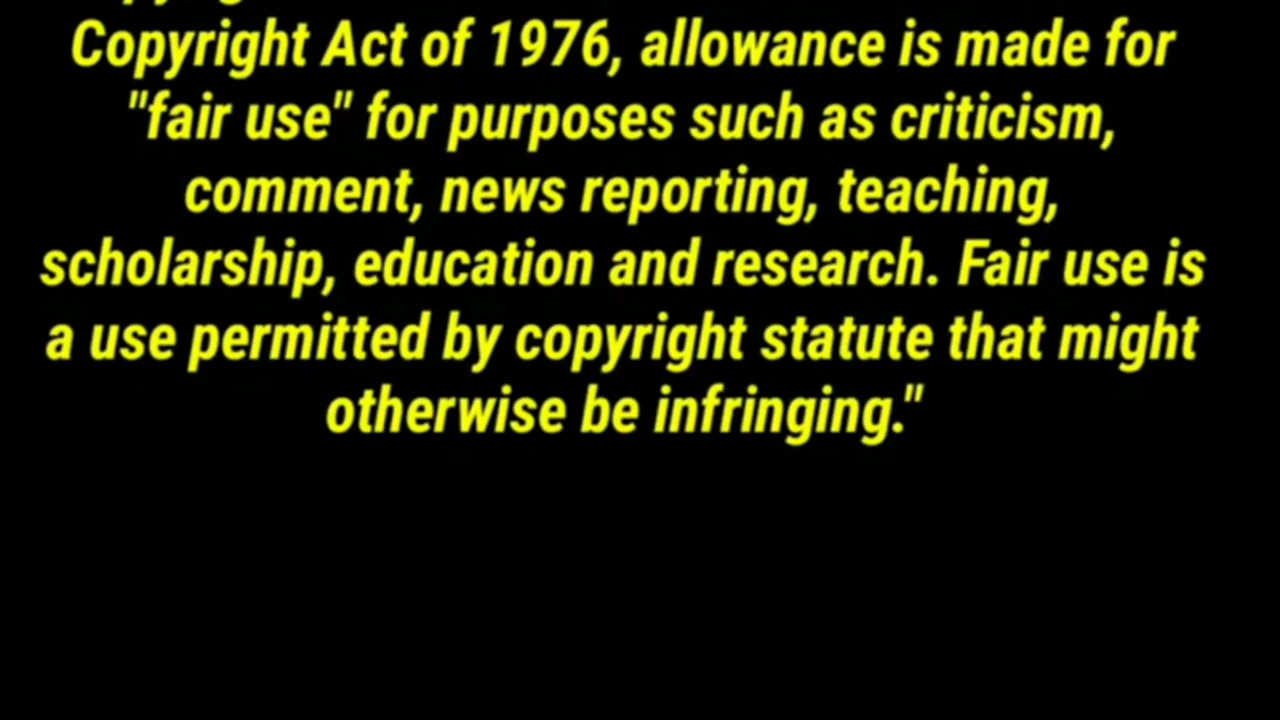 Copyright Act of 1976, allowance is made for
"fair use" for purposes such as criticism,
comment, news reporting, teaching,
scholarship, education and research. Fair use is
a use permitted by copyright statute that might
otherwise be infringing."